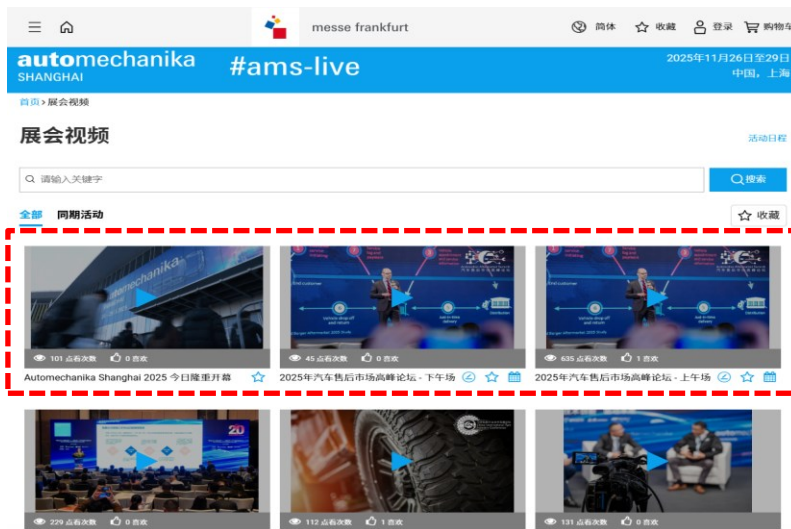 messe frankfurt
简体
收藏
登录
购物车
automechanika
SHANGHAI
#ams-live
2025年11月26日至29日
中国，上海
首页>展会视频
展会视频
活动日程
请输入关键字
搜索
全部
同期活动
收藏
automechanika
101 点看次数 0 喜欢
45 点看次数 0 喜欢
635 点看次数 1 喜欢
Automechanika Shanghai 2025 今日隆重开幕
2025年汽车售后市场高峰论坛 - 下午场
2025年汽车售后市场高峰论坛 - 上午场
20
229 点看次数 0 喜欢
112 点看次数 1 喜欢
131 点看次数 0 喜欢